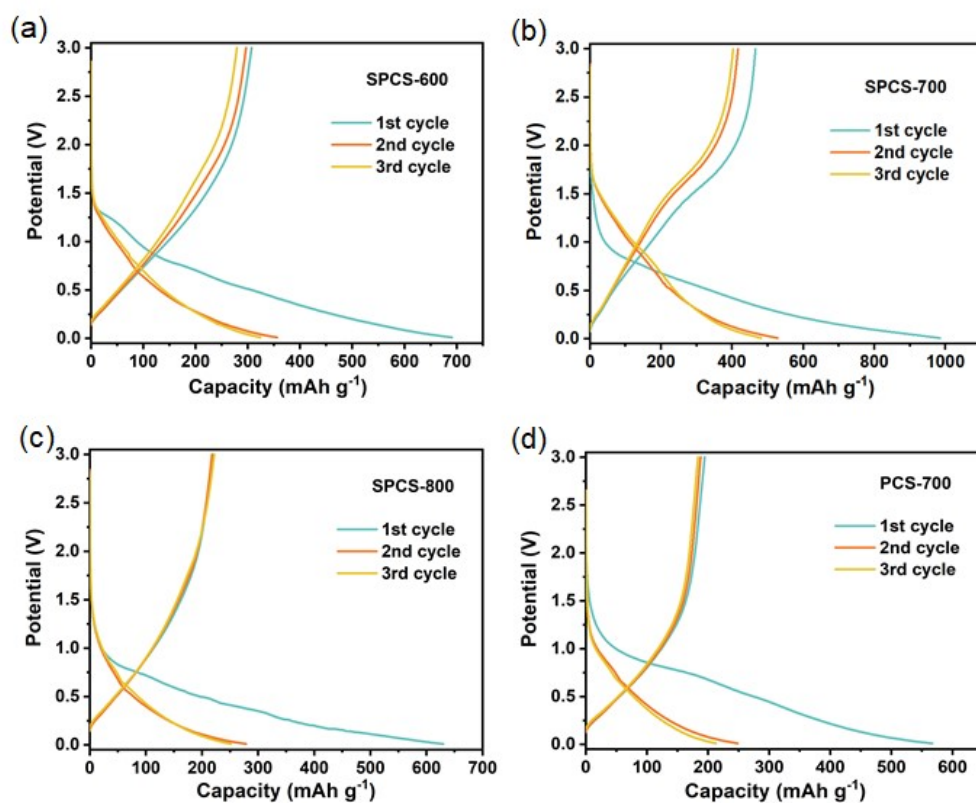 (a)
SPCS-600
1st cycle
2nd cycle
3rd cycle
Potential (V)
3.0
2.5
2.0
1.5
1.0
0.5
0.0
0 100 200 300 400 500 600 700
Capacity (mAh g⁻¹)
(b)
SPCS-700
1st cycle
2nd cycle
3rd cycle
Potential (V)
3.0
2.5
2.0
1.5
1.0
0.5
0.0
0 200 400 600 800 1000
Capacity (mAh g⁻¹)
(c)
SPCS-800
1st cycle
2nd cycle
3rd cycle
Potential (V)
3.0
2.5
2.0
1.5
1.0
0.5
0.0
0 100 200 300 400 500 600 700
Capacity (mAh g⁻¹)
(d)
PCS-700
1st cycle
2nd cycle
3rd cycle
Potential (V)
3.0
2.5
2.0
1.5
1.0
0.5
0.0
0 100 200 300 400 500 600
Capacity (mAh g⁻¹)